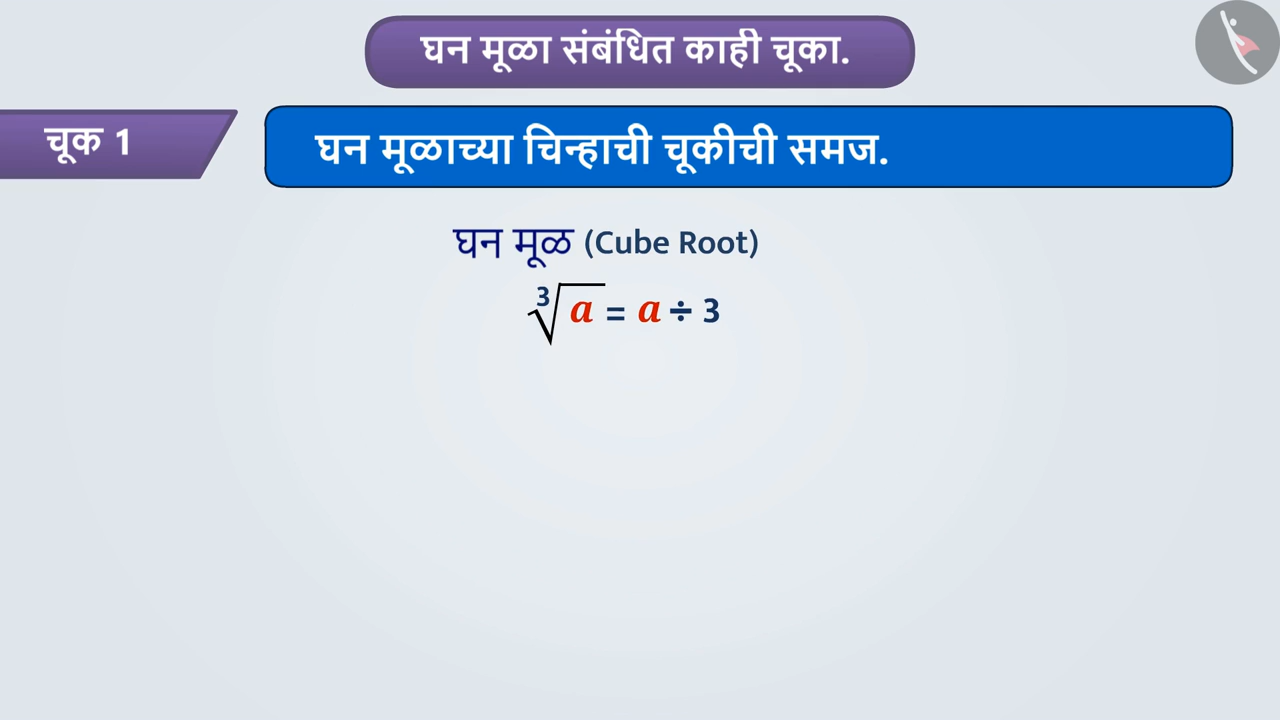 घन मूळा संबंधित काही चूका.
चूक 1
घन मूळाच्या चिन्हाची चूकीची समज.
घन मूळ (Cube Root)
∛a = a ÷ 3